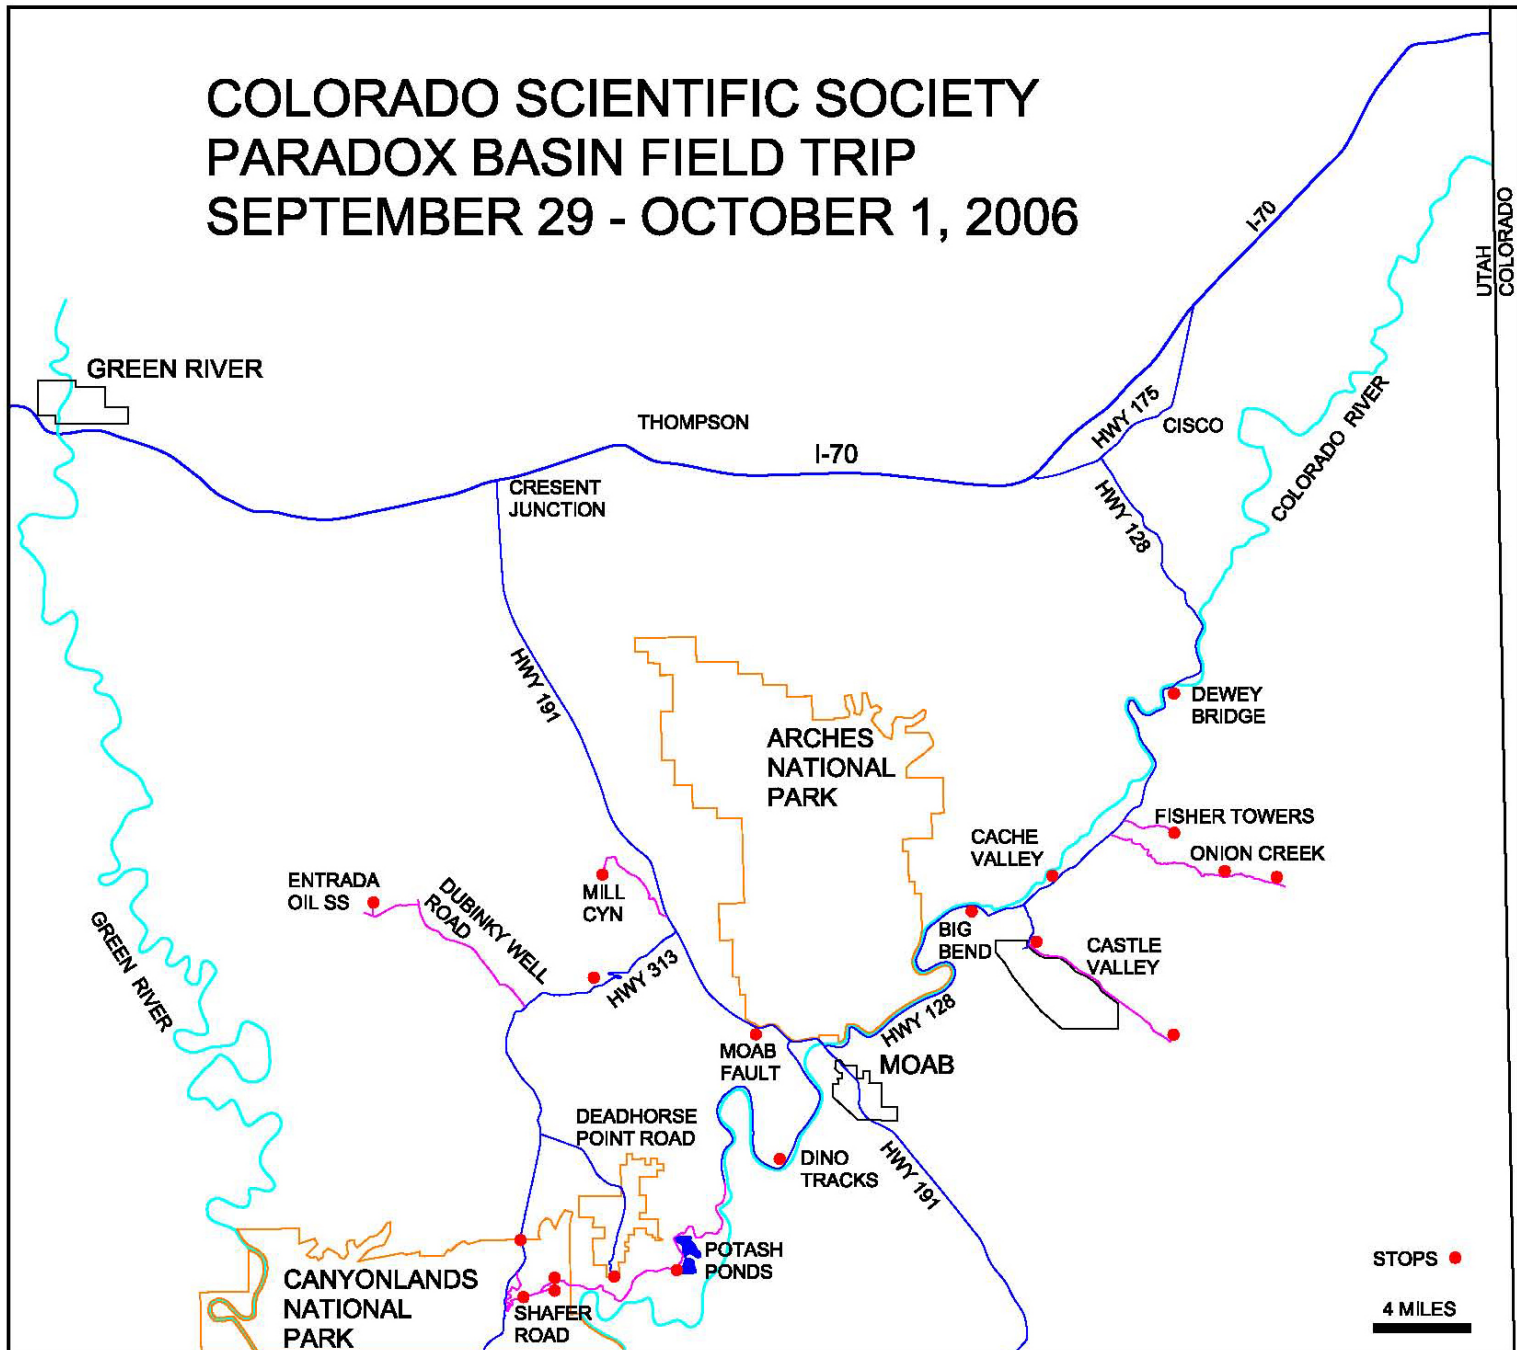 COLORADO SCIENTIFIC SOCIETY
PARADOX BASIN FIELD TRIP
SEPTEMBER 29 - OCTOBER 1, 2006
I-70
UTAH
COLORADO
GREEN RIVER
THOMPSON
I-70
HWY 175
CISCO
COLORADO RIVER
CRESENT
JUNCTION
HWY 128
HWY 191
DEWEY
BRIDGE
ARCHES
NATIONAL
PARK
FISHER TOWERS
CACHE
VALLEY
ONION CREEK
ENTRADA
OIL SS
DUBINKY WELL
ROAD
MILL
CYN
GREEN RIVER
BIG
BEND
CASTLE
VALLEY
HWY 313
HWY 128
MOAB
FAULT
MOAB
DEADHORSE
POINT ROAD
DINO
TRACKS
HWY 191
POTASH
PONDS
CANYONLANDS
NATIONAL
PARK
SHAFER
ROAD
STOPS
4 MILES